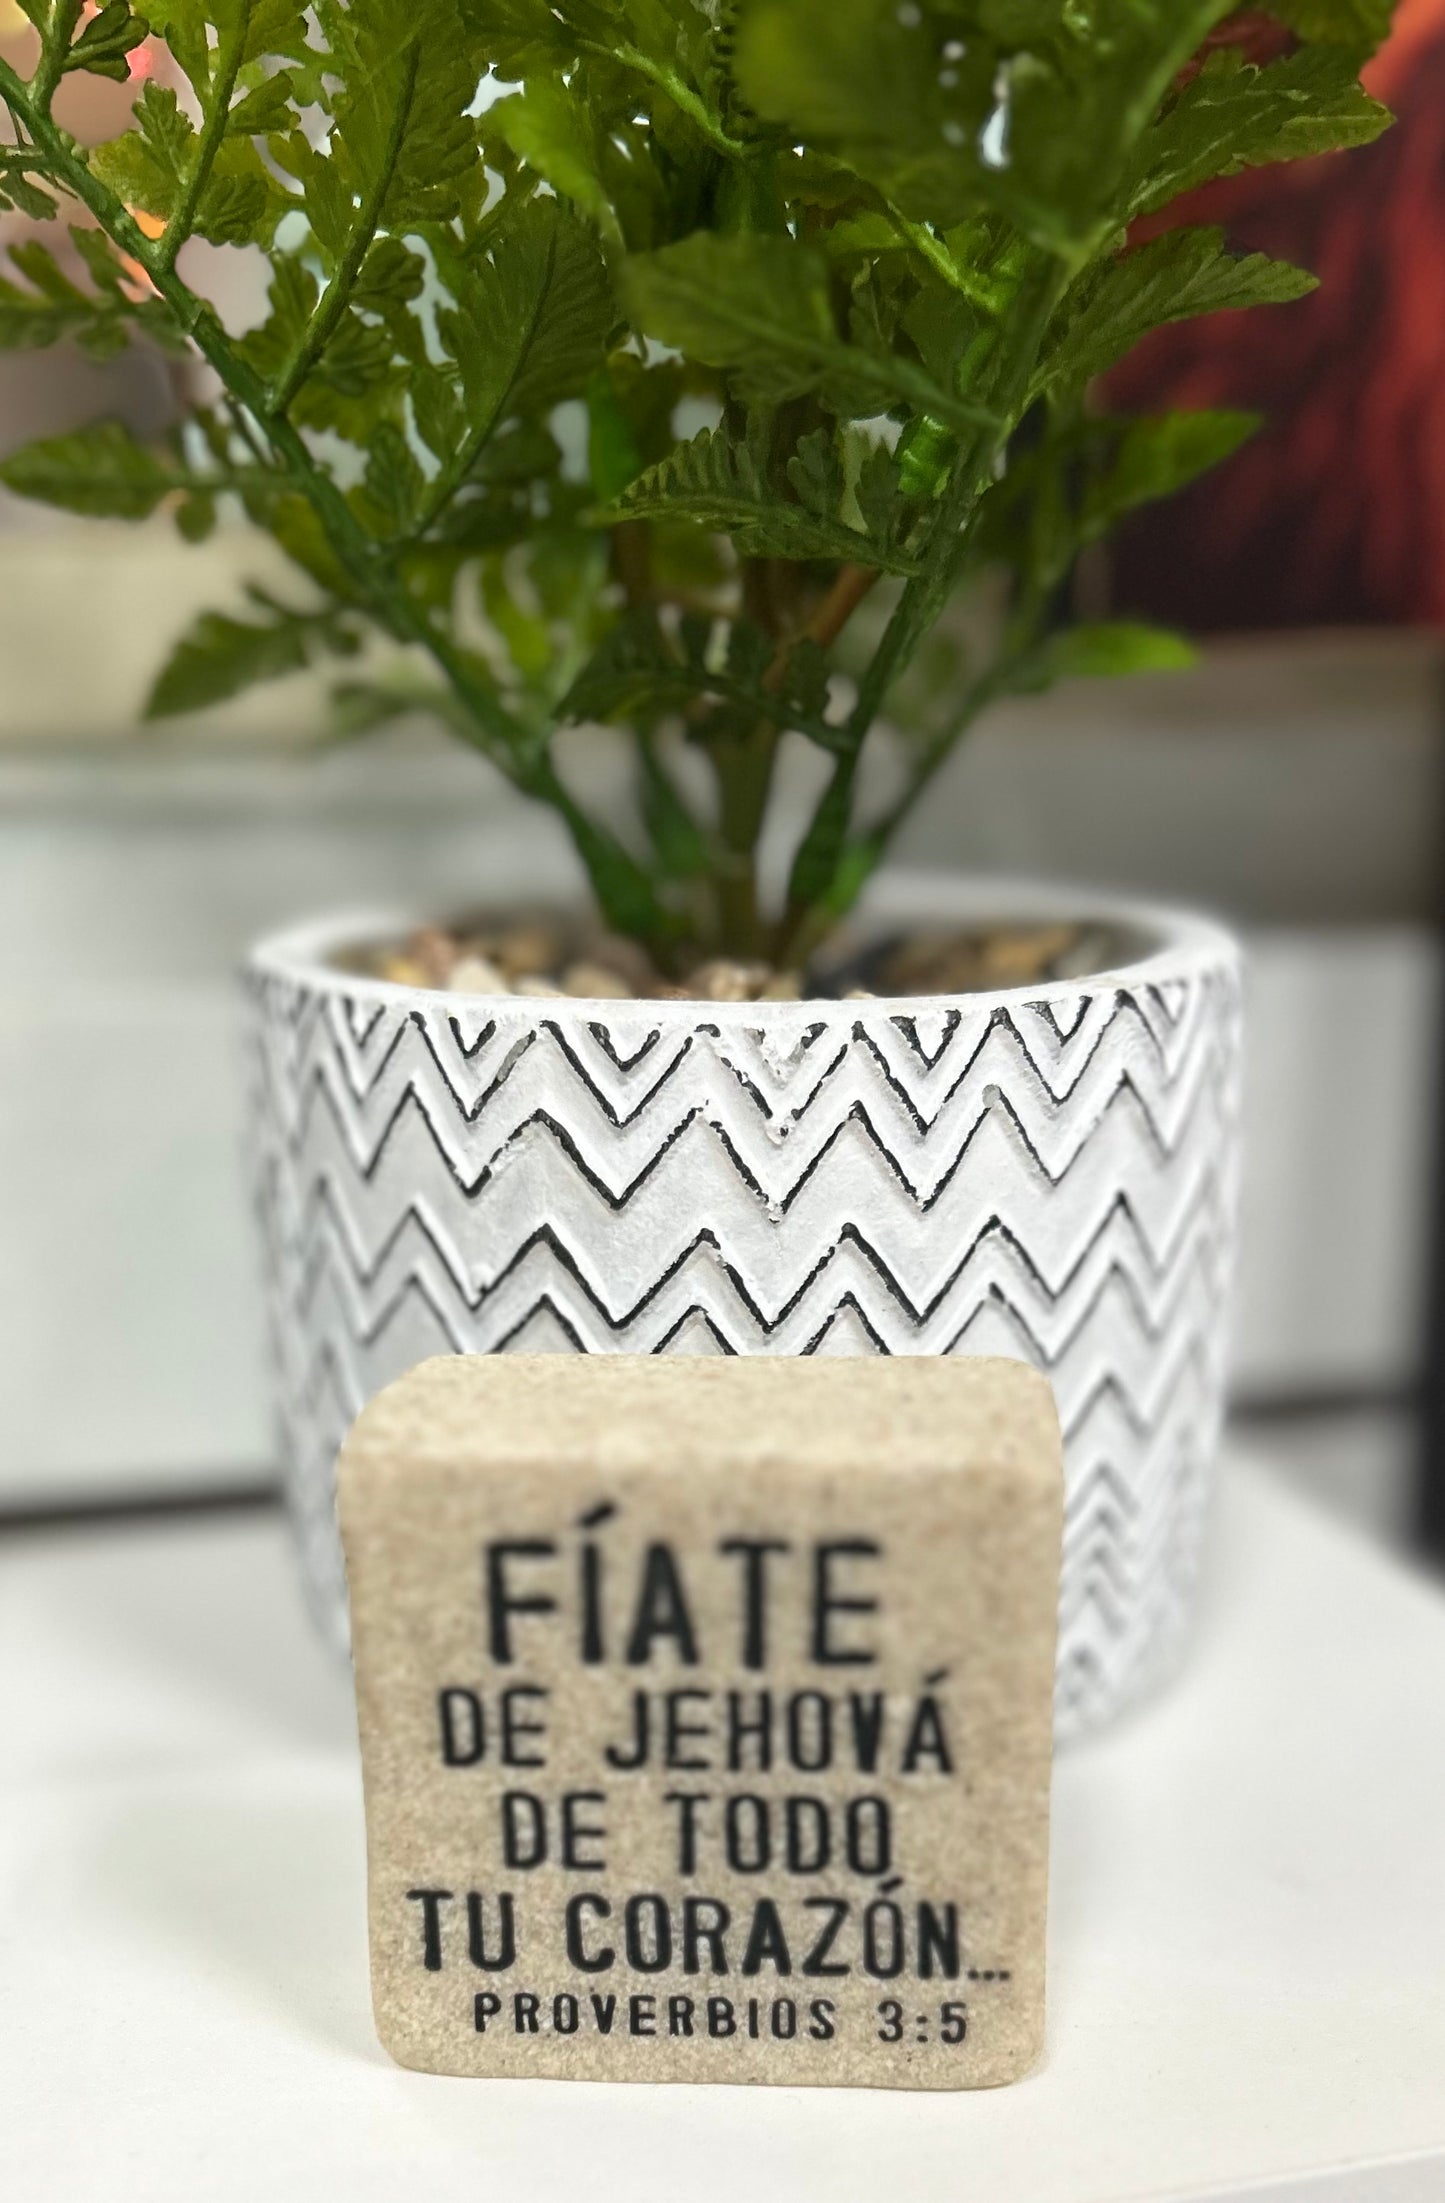 FÍATE
DE JEHOVÁ
DE TODO
TU CORAZÓN...
PROVERBIOS 3:5